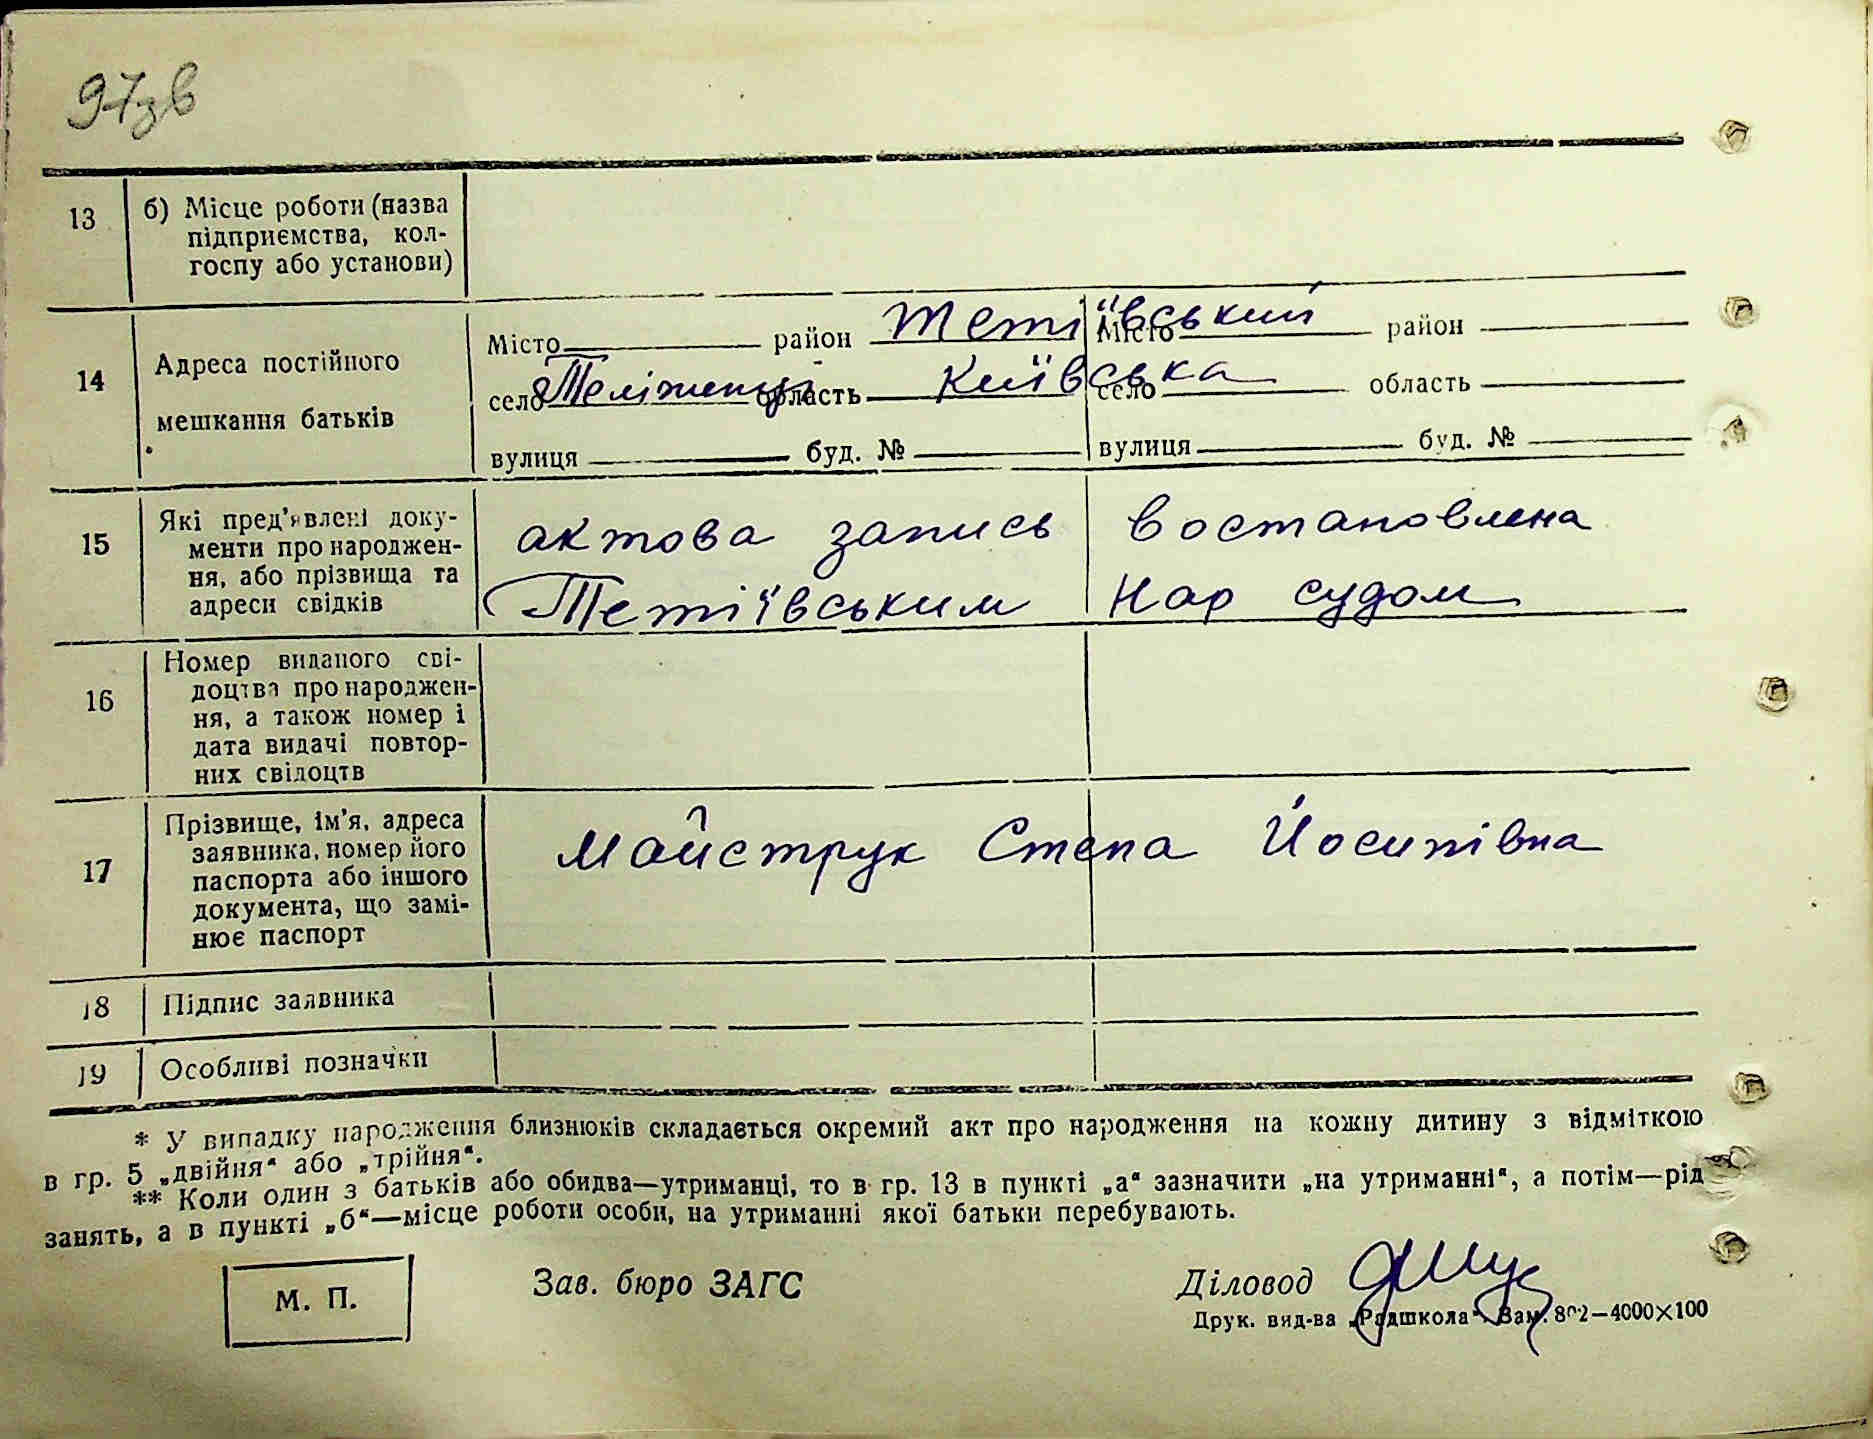 97зв
13 б) Місце роботи (назва
підприємства, кол-
госпу або установи)
14 Адреса постійного
мешкання батьків
Місто район Тетіївський Місто район
село Теліженці область Київська село область
вулиця буд. № вулиця буд. №
15 Які пред'явлені доку-
менти про народжен-
ня, або прізвища та
адреси свідків
актова запись востановлена
Тетіївським Нар судом
16 Номер виданого сві-
доцтва про народжен-
ня, а також номер і
дата видачі повтор-
них свідоцтв
17 Прізвище, ім'я, адреса
заявника, номер його
паспорта або іншого
документа, що замі-
нює паспорт
Майструк Степа Йосипівна
18 Підпис заявника
19 Особливі позначки
* У випадку народження близнюків складається окремий акт про народження на кожну дитину з відміткою
в гр. 5 „двійня“ або „трійня“.
** Коли один з батьків або обидва—утриманці, то в гр. 13 в пункті „а“ зазначити „на утриманні“, а потім—рід
занять, а в пункті „б“—місце роботи особи, на утриманні якої батьки перебувають.
М. П. Зав. бюро ЗАГС Діловод
Друк. вид-ва „Радшкола“. Зам. 802—4000×100